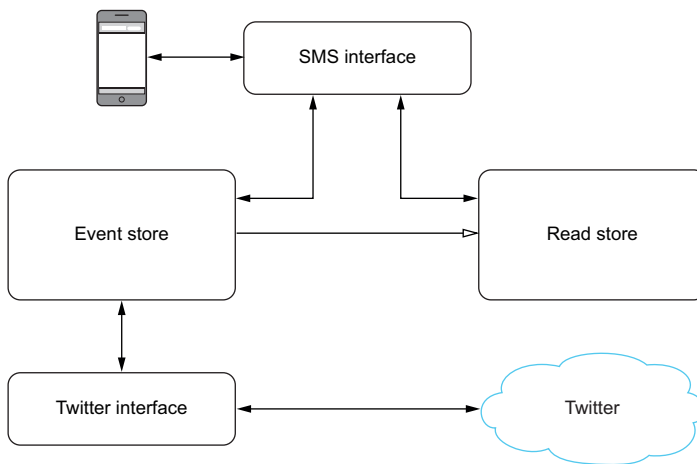 SMS interface
Event store
Read store
Twitter interface
Twitter